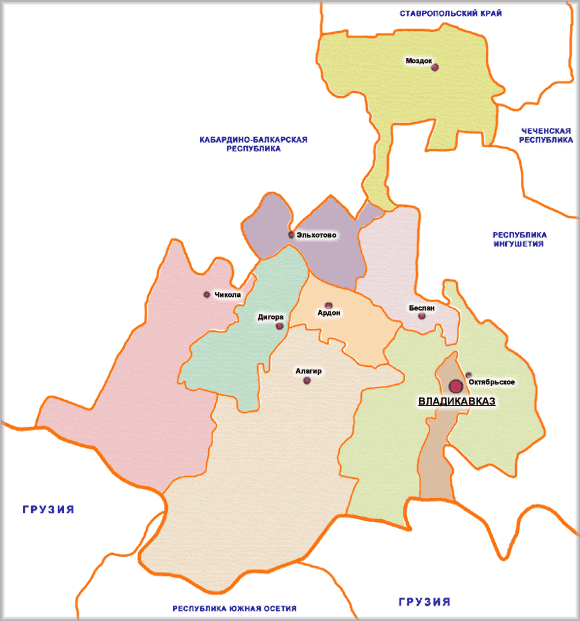 СТАВРОПОЛЬСКИЙ КРАЙ
Моздок
ЧЕЧЕНСКАЯ
РЕСПУБЛИКА
КАБАРДИНО-БАЛКАРСКАЯ
РЕСПУБЛИКА
Эльхотово
РЕСПУБЛИКА
ИНГУШЕТИЯ
Чикола
Дигора
Ардон
Беслан
Алагир
Октябрьское
ВЛАДИКАВКАЗ
ГРУЗИЯ
РЕСПУБЛИКА ЮЖНАЯ ОСЕТИЯ
ГРУЗИЯ